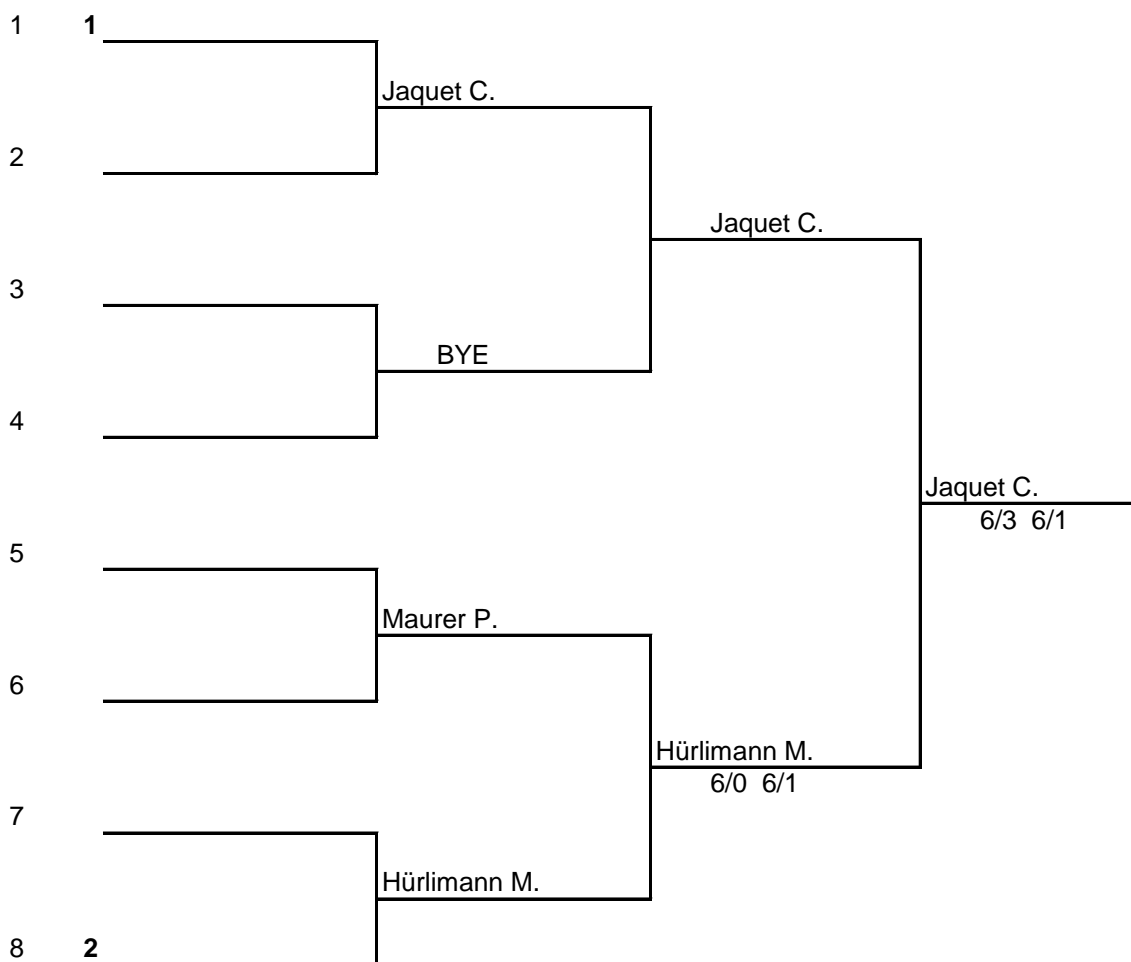 1 1
Jaquet C.
2
Jaquet C.
3
BYE
4
Jaquet C.
6/3 6/1
5
Maurer P.
6
Hürlimann M.
6/0 6/1
7
Hürlimann M.
8 2